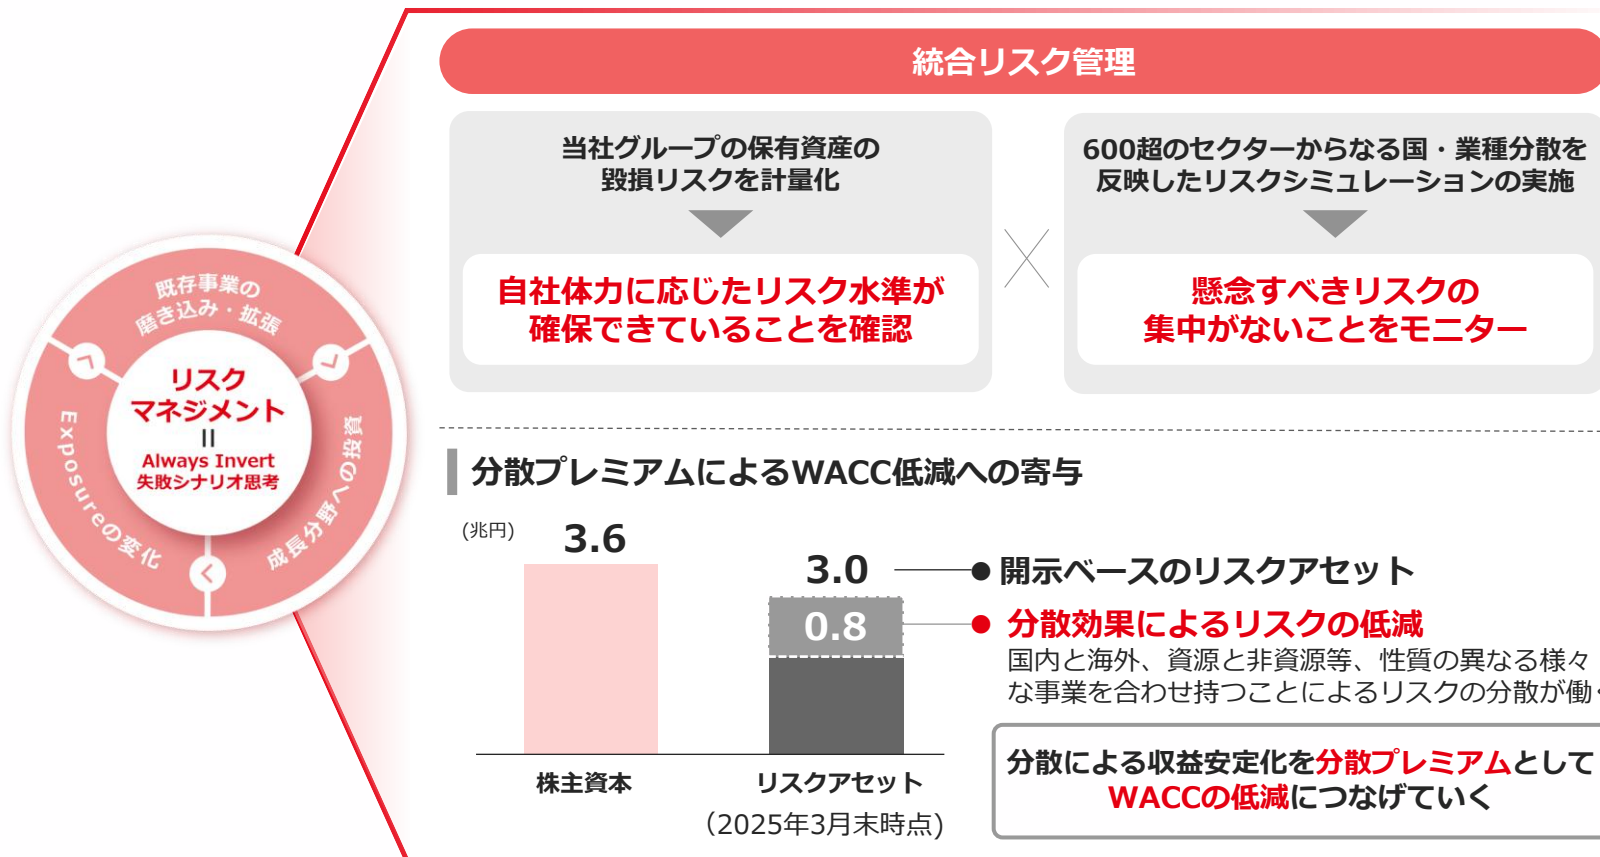 統合リスク管理
当社グループの保有資産の
毀損リスクを計量化
自社体力に応じたリスク水準が
確保できていることを確認
600超のセクターからなる国・業種分散を
反映したリスクシミュレーションの実施
懸念すべきリスクの
集中がないことをモニター
既存事業の
磨き込み・拡張
成長分野への投資
Exposureの変化
リスク
マネジメント
=
Always Invert
失敗シナリオ思考
分散プレミアムによるWACC低減への寄与
(兆円)
3.6
3.0
0.8
開示ベースのリスクアセット
分散効果によるリスクの低減
国内と海外、資源と非資源等、性質の異なる様々
な事業を合わせ持つことによるリスクの分散が働く
株主資本
リスクアセット
（2025年3月末時点)
分散による収益安定化を分散プレミアムとして
WACCの低減につなげていく